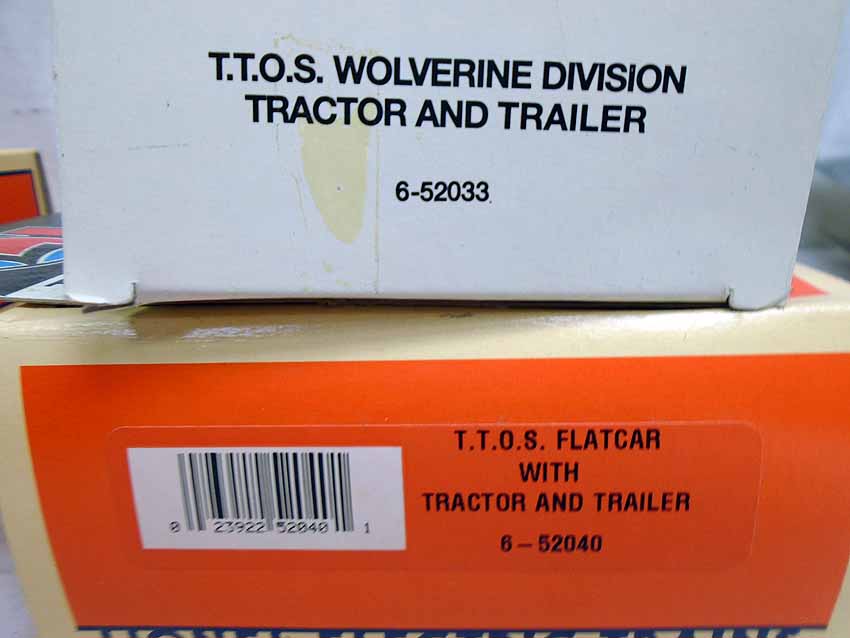 T.T.O.S. WOLVERINE DIVISION
TRACTOR AND TRAILER
6-52033
T.T.O.S. FLATCAR
WITH
TRACTOR AND TRAILER
6-52040
0 23922 52040 1